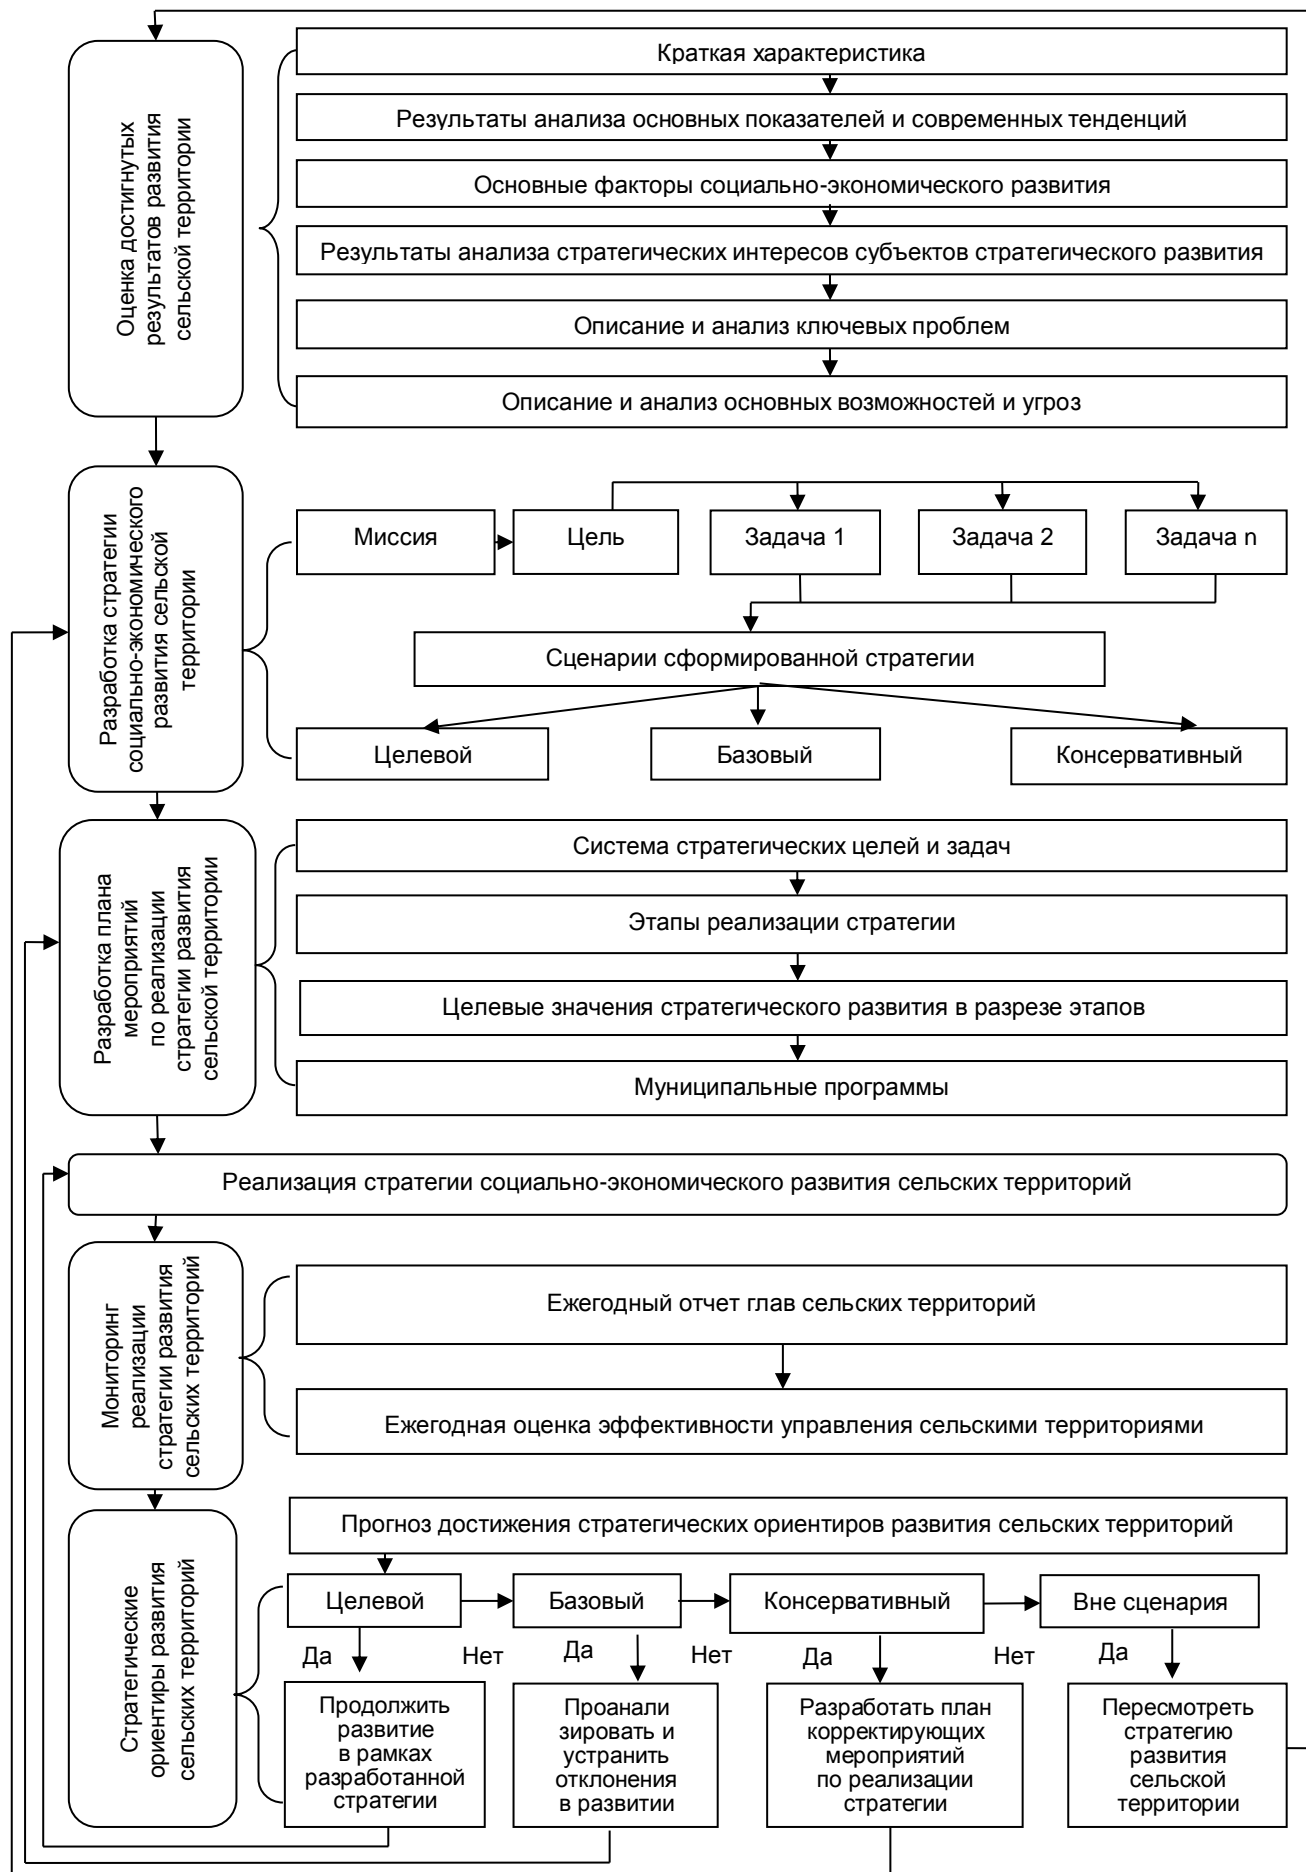 Оценка достигнутых
результатов развития
сельской территории
Краткая характеристика
Результаты анализа основных показателей и современных тенденций
Основные факторы социально-экономического развития
Результаты анализа стратегических интересов субъектов стратегического развития
Описание и анализ ключевых проблем
Описание и анализ основных возможностей и угроз
Разработка стратегии
социально-экономического
развития сельской
территории
Миссия
Цель
Задача 1
Задача 2
Задача n
Сценарии сформированной стратегии
Целевой
Базовый
Консервативный
Разработка плана
мероприятий
по реализации
стратегии развития
сельской территории
Система стратегических целей и задач
Этапы реализации стратегии
Целевые значения стратегического развития в разрезе этапов
Муниципальные программы
Реализация стратегии социально-экономического развития сельских территорий
Мониторинг
реализации
стратегии развития
сельских территорий
Ежегодный отчет глав сельских территорий
Ежегодная оценка эффективности управления сельскими территориями
Стратегические
ориентиры развития
сельских территорий
Прогноз достижения стратегических ориентиров развития сельских территорий
Целевой
Базовый
Консервативный
Вне сценария
Да
Нет
Да
Нет
Да
Нет
Да
Продолжить
развитие
в рамках
разработанной
стратегии
Проанали
зировать и
устранить
отклонения
в развитии
Разработать план
корректирующих
мероприятий
по реализации
стратегии
Пересмотреть
стратегию
развития
сельской
территории